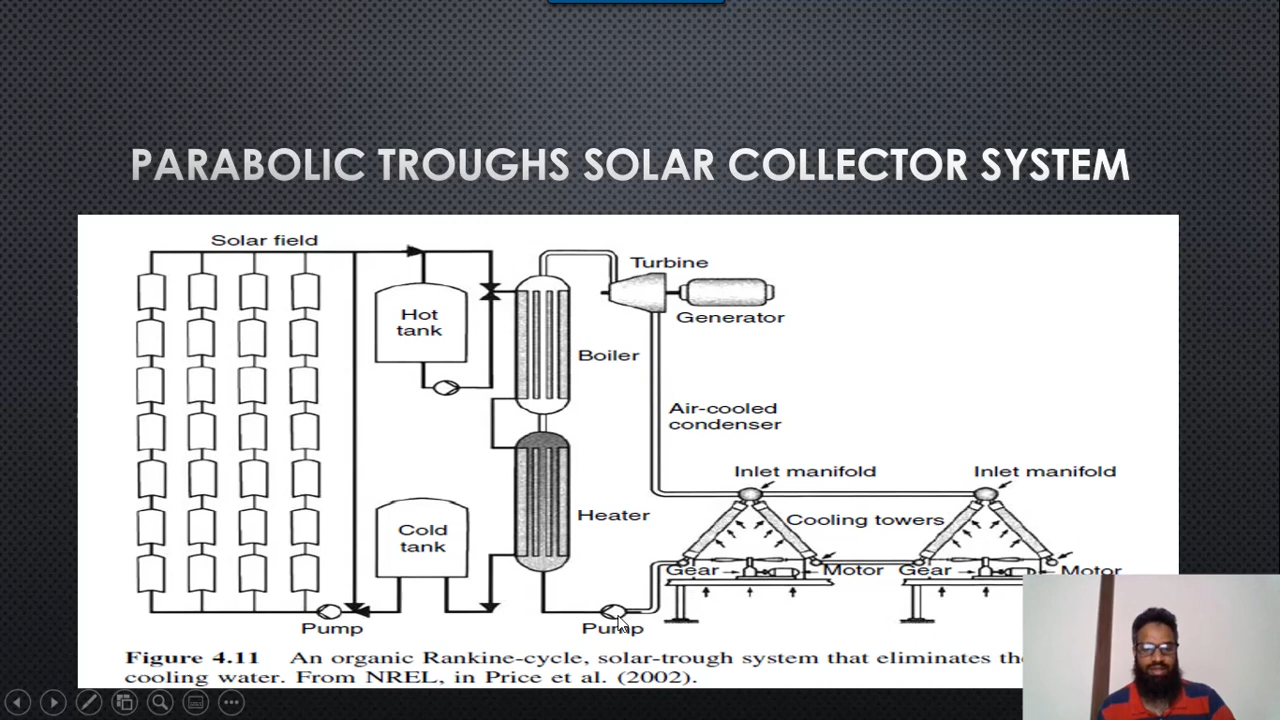 PARABOLIC TROUGHS SOLAR COLLECTOR SYSTEM
Solar field
Turbine
Generator
Hot
tank
Boiler
Air-cooled
condenser
Inlet manifold
Inlet manifold
Cooling towers
Cold
tank
Heater
Gear
Motor
Gear
Motor
Pump
Pump
Figure 4.11 An organic Rankine-cycle, solar-trough system that eliminates
cooling water. From NREL, in Price et al. (2002).